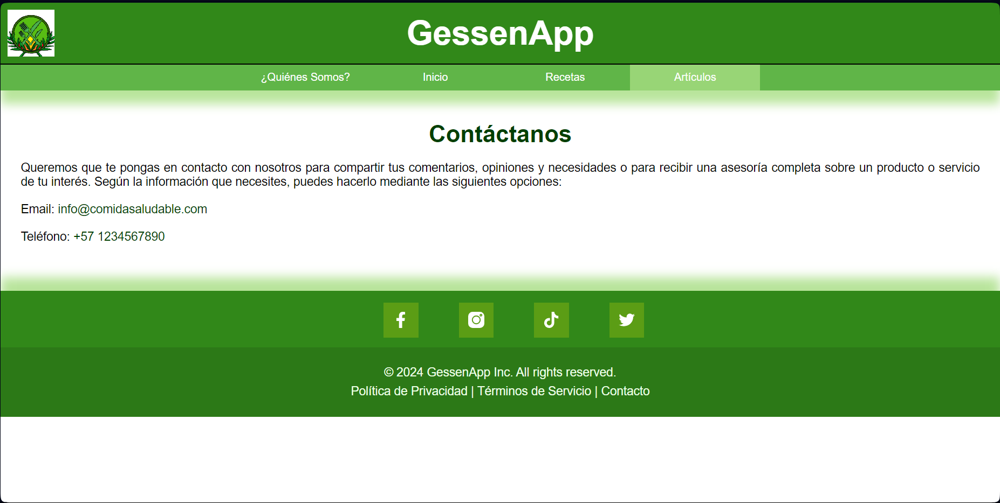 GessenApp
¿Quiénes Somos? Inicio Recetas Artículos
Contáctanos
Queremos que te pongas en contacto con nosotros para compartir tus comentarios, opiniones y necesidades o para recibir una asesoría completa sobre un producto o servicio
de tu interés. Según la información que necesites, puedes hacerlo mediante las siguientes opciones:
Email: info@comidasaludable.com
Teléfono: +57 1234567890
© 2024 GessenApp Inc. All rights reserved.
Política de Privacidad | Términos de Servicio | Contacto